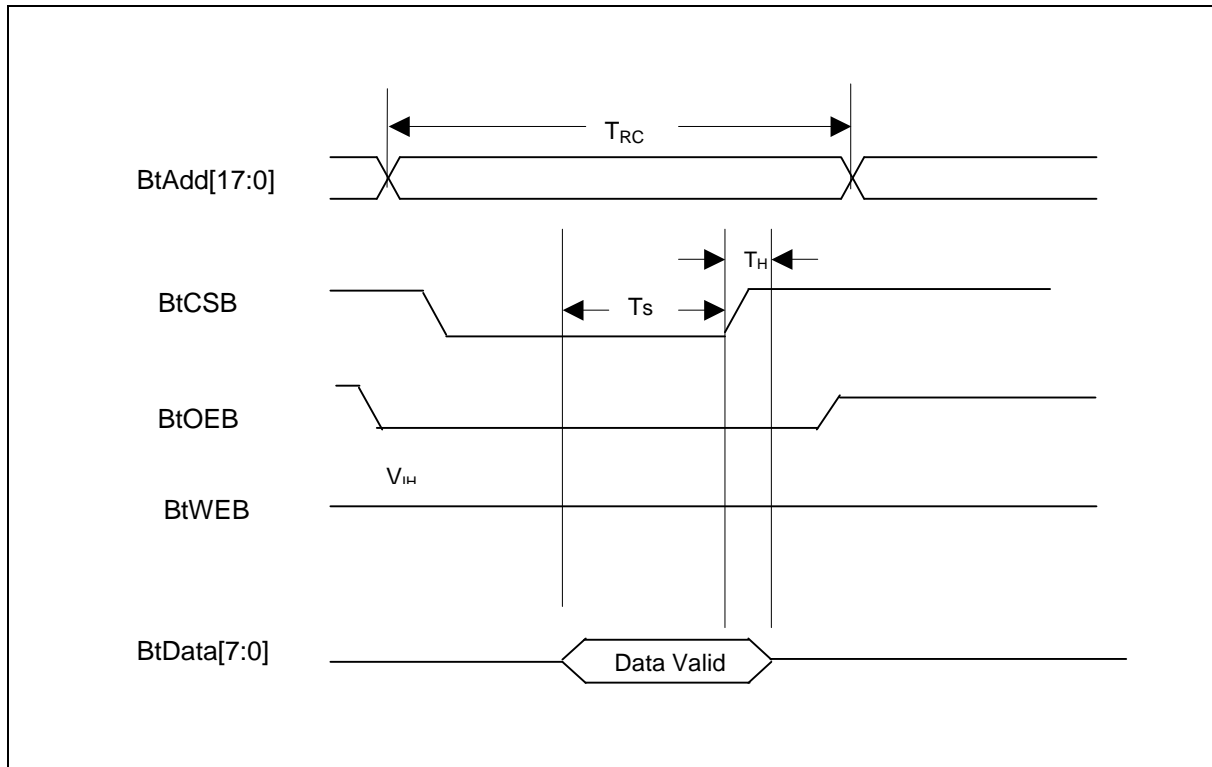 T_RC
BtAdd[17:0]
T_H
BtCSB
Ts
BtOEB
V_IH
BtWEB
BtData[7:0]
Data Valid